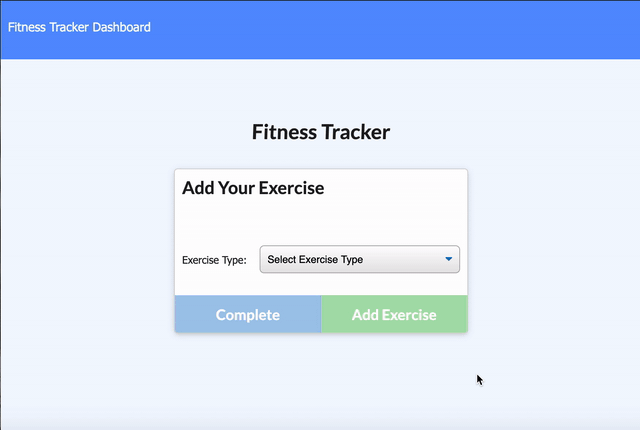 Fitness Tracker Dashboard
Fitness Tracker
Add Your Exercise
Exercise Type: Select Exercise Type
Complete Add Exercise